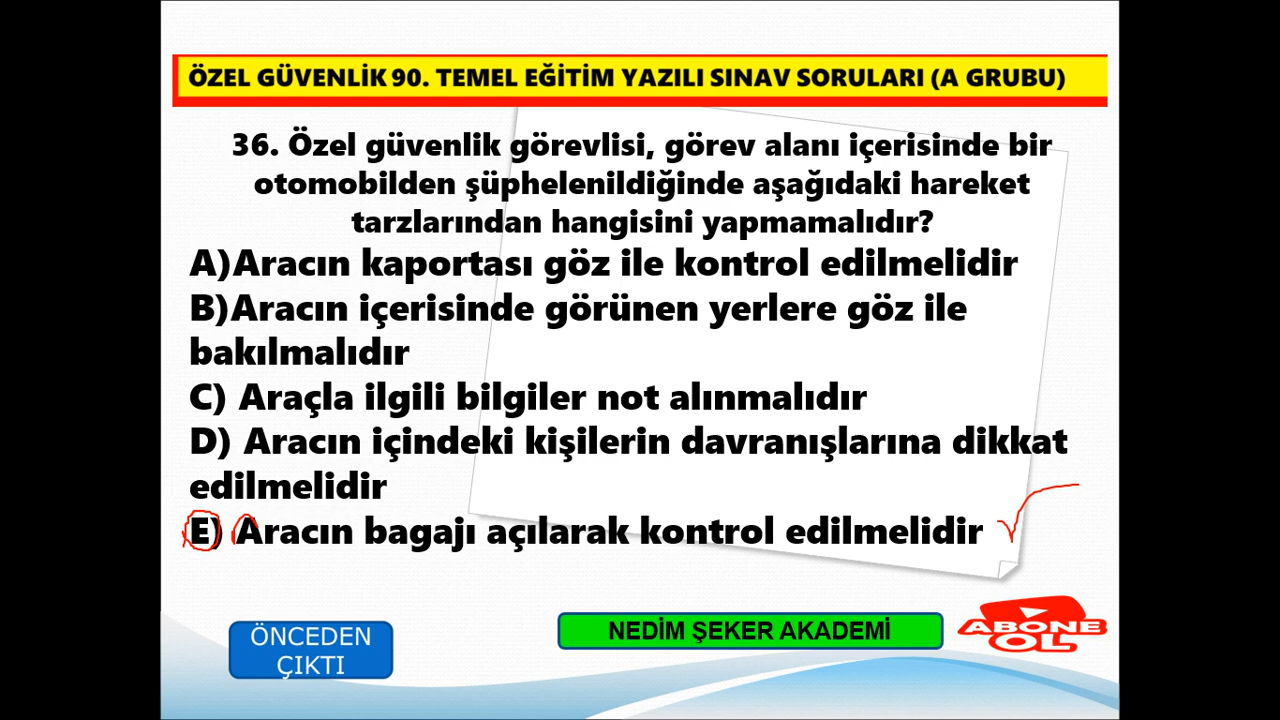 ÖZEL GÜVENLİK 90. TEMEL EĞİTİM YAZILI SINAV SORULARI (A GRUBU)
36. Özel güvenlik görevlisi, görev alanı içerisinde bir
otomobilden şüphelenildiğinde aşağıdaki hareket
tarzlarından hangisini yapmamalıdır?
A)Aracın kaportası göz ile kontrol edilmelidir
B)Aracın içerisinde görünen yerlere göz ile
bakılmalıdır
C) Araçla ilgili bilgiler not alınmalıdır
D) Aracın içindeki kişilerin davranışlarına dikkat
edilmelidir
E) Aracın bagajı açılarak kontrol edilmelidir
ÖNCEDEN
ÇIKTI
NEDİM ŞEKER AKADEMİ
ABONE
OL